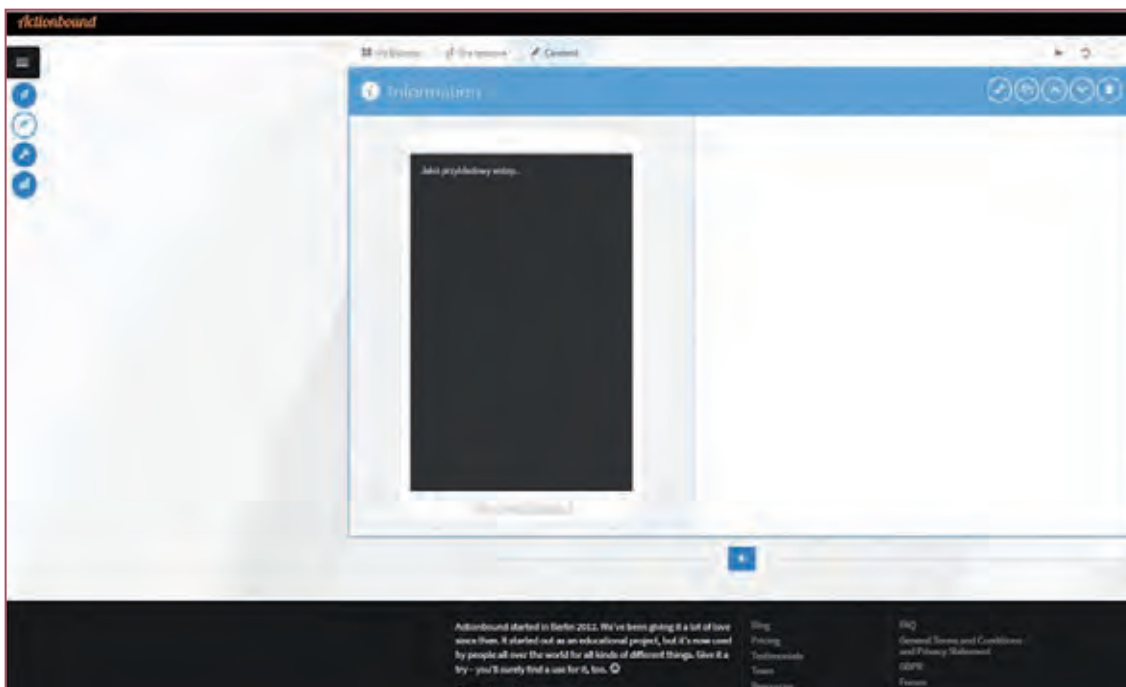 Actionbound
Content
Information
Jakiś przykładowy wstęp...
Actionbound started in Berlin 2012. We've been giving it a lot of love
since then. It started out as an educational project, but it's now used
by people all over the world for all kinds of different things. Give it a
try - you'll surely find a use for it, too.
Blog
Pricing
Testimonials
Team
Resources
FAQ
General Terms and Conditions
and Privacy Statement
GDPR
Forum